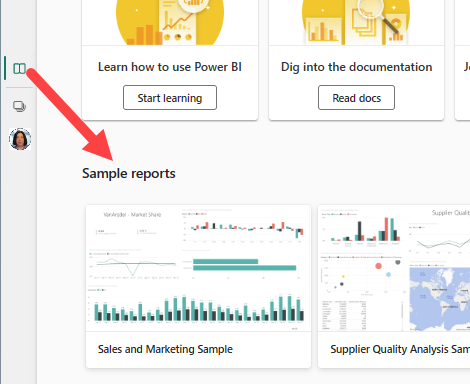 Learn how to use Power BI
Dig into the documentation
Start learning
Read docs
Sample reports
VanArsdel - Market Share
Supplier Quality
Sales and Marketing Sample
Supplier Quality Analysis Sam